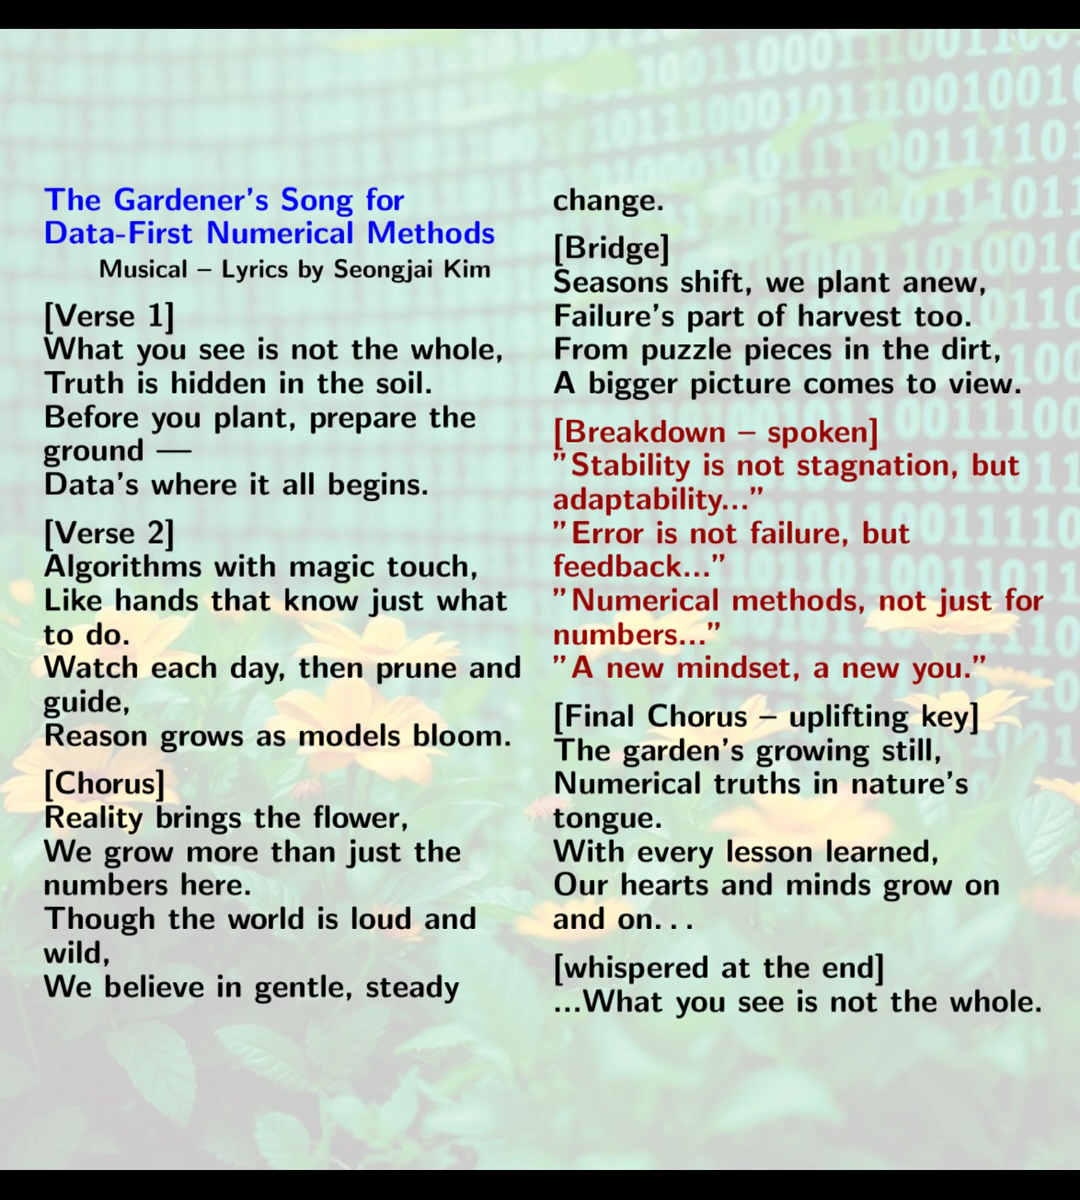 The Gardener's Song for
Data-First Numerical Methods
Musical – Lyrics by Seongjai Kim
[Verse 1]
What you see is not the whole,
Truth is hidden in the soil.
Before you plant, prepare the
ground —
Data's where it all begins.
[Verse 2]
Algorithms with magic touch,
Like hands that know just what
to do.
Watch each day, then prune and
guide,
Reason grows as models bloom.
[Chorus]
Reality brings the flower,
We grow more than just the
numbers here.
Though the world is loud and
wild,
We believe in gentle, steady
change.
[Bridge]
Seasons shift, we plant anew,
Failure's part of harvest too.
From puzzle pieces in the dirt,
A bigger picture comes to view.
[Breakdown – spoken]
"Stability is not stagnation, but
adaptability..."
"Error is not failure, but
feedback..."
"Numerical methods, not just for
numbers..."
"A new mindset, a new you."
[Final Chorus – uplifting key]
The garden's growing still,
Numerical truths in nature's
tongue.
With every lesson learned,
Our hearts and minds grow on
and on...
[whispered at the end]
...What you see is not the whole.